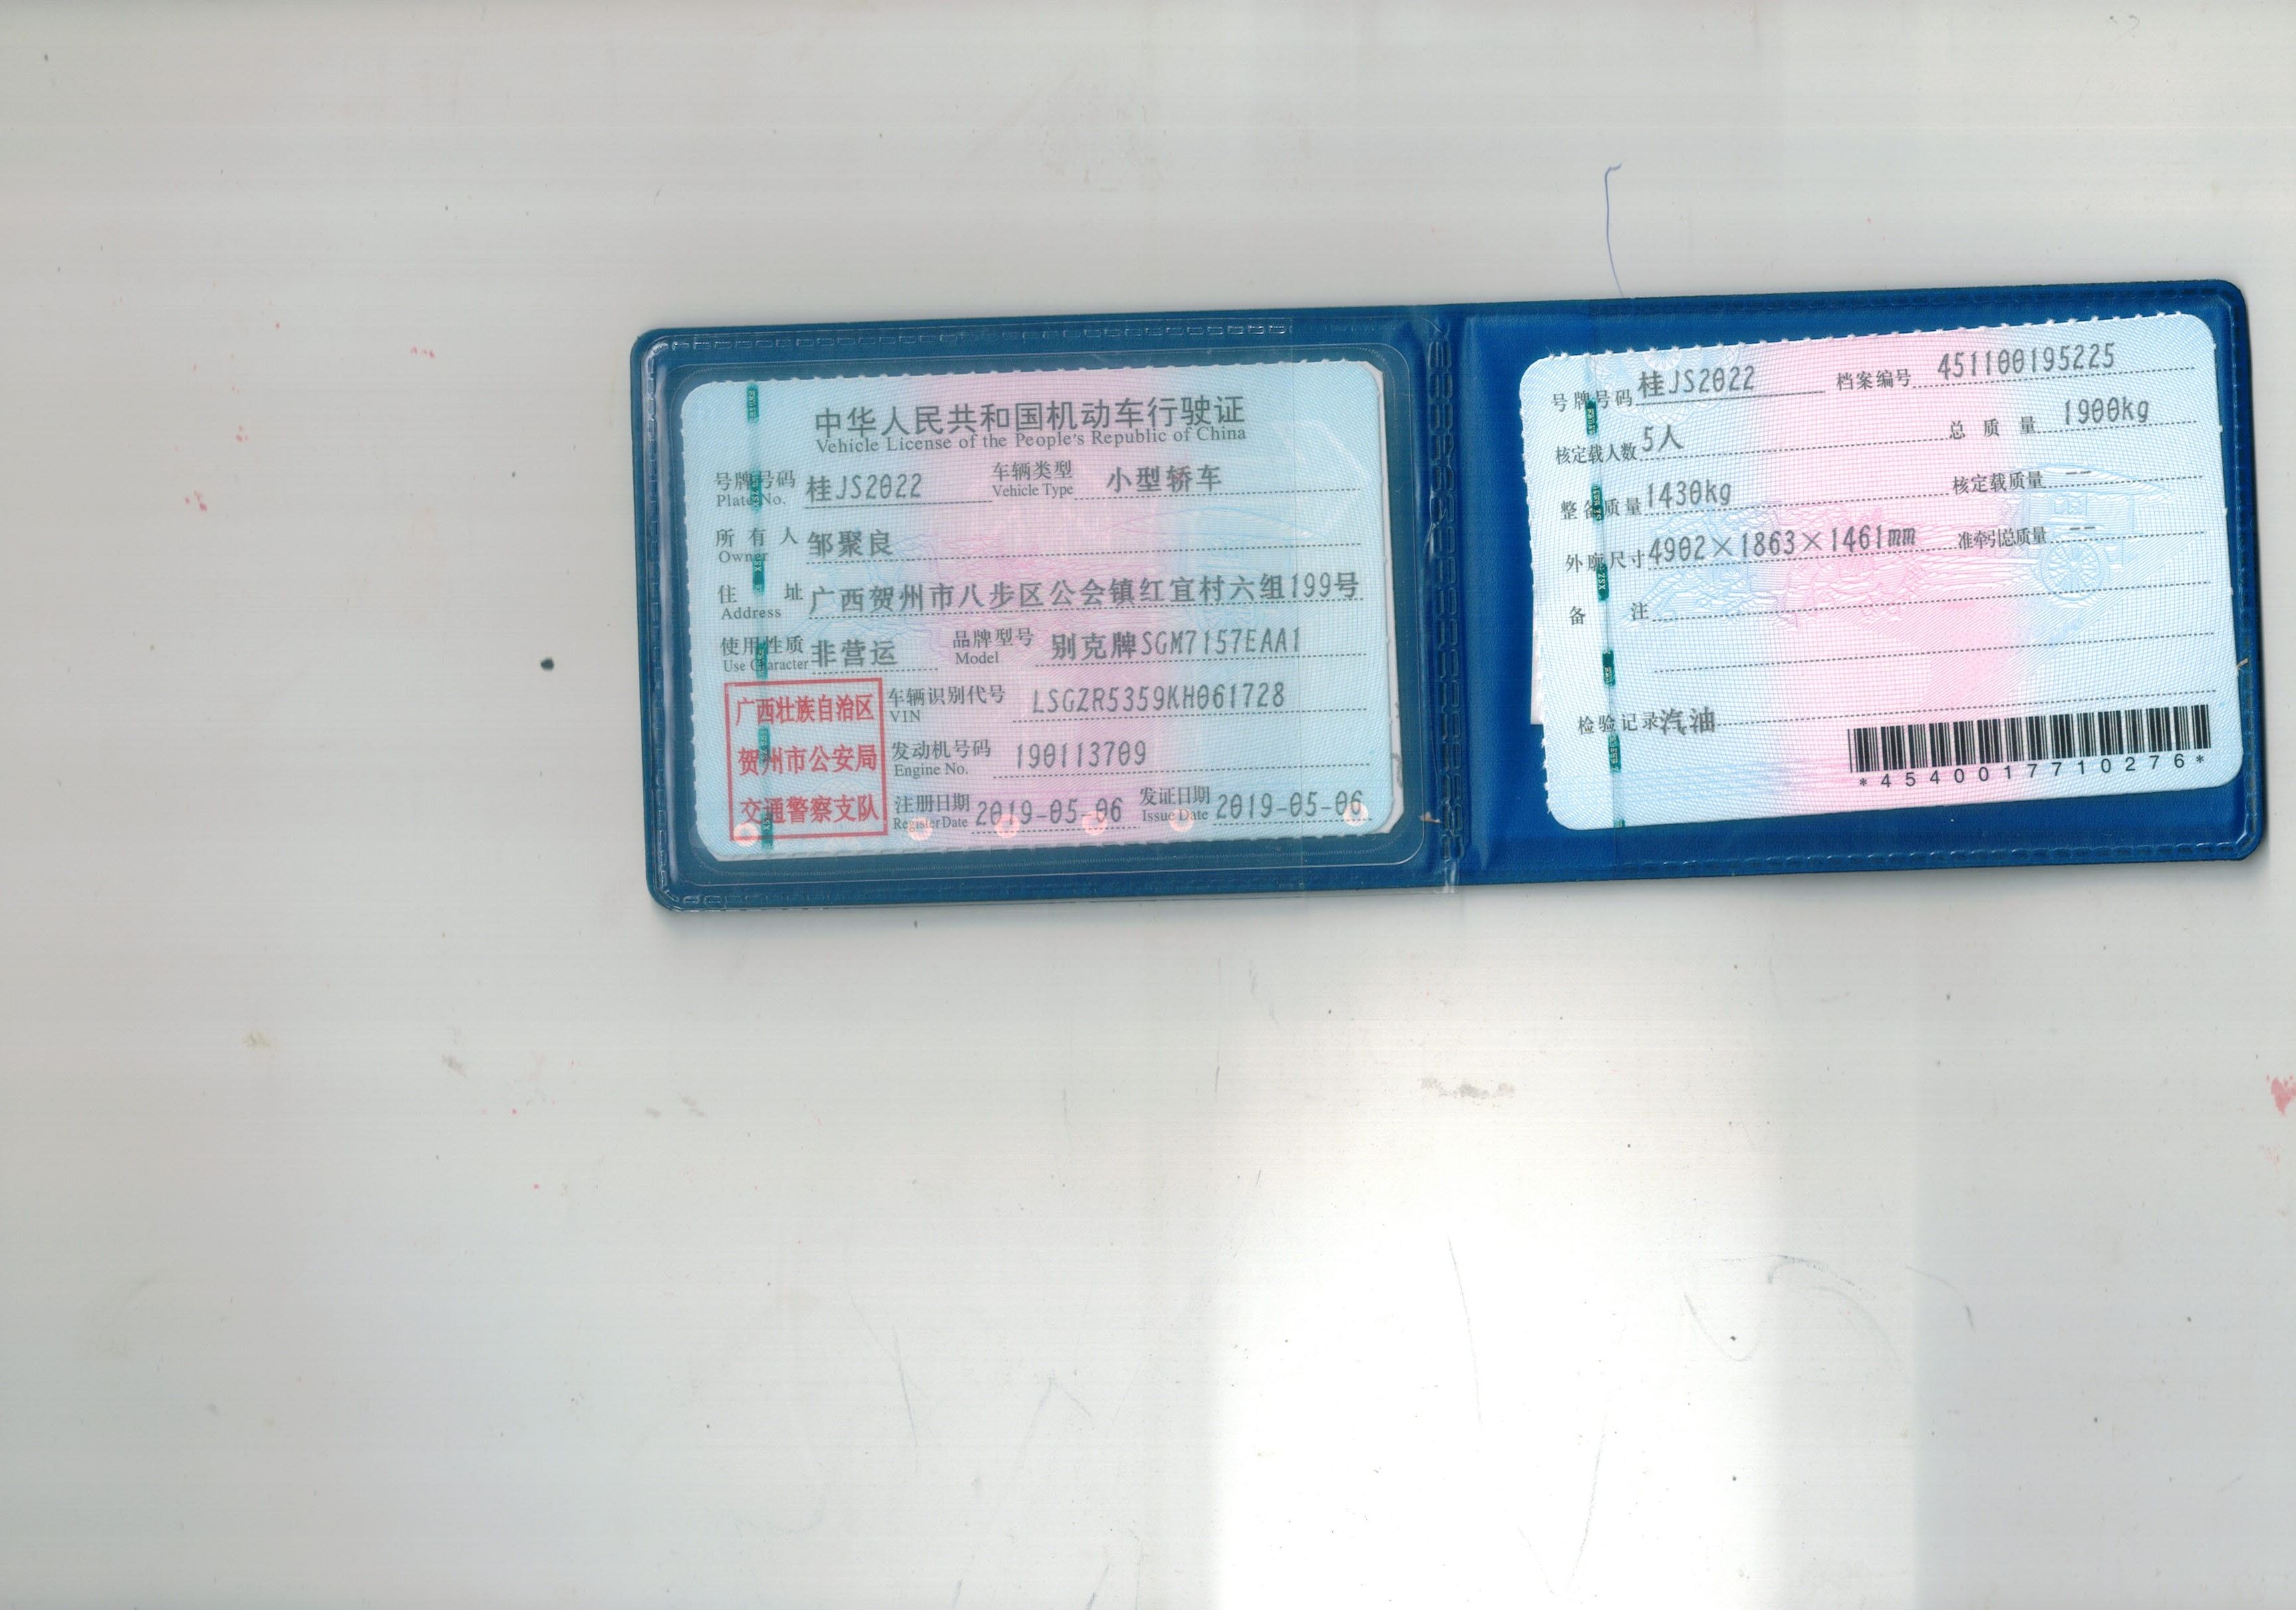 中华人民共和国机动车行驶证
Vehicle License of the People's Republic of China
号牌号码 桂JS2022 车辆类型 小型轿车
Plate No. Vehicle Type
所有人 邹聚良
Owner
住址 广西贺州市八步区公会镇红宜村六组199号
Address
使用性质 非营运 品牌型号 别克牌SGM7157EAA1
Use Character Model
广西壮族自治区
贺州市公安局
交通警察支队
车辆识别代号 LSGZR5359KH061728
VIN
发动机号码 190113709
Engine No.
注册日期 2019-05-06 发证日期 2019-05-06
Register Date Issue Date
号牌号码 桂JS2022 档案编号 451100195225
核定载人数 5人 总质量 1900kg
整备质量 1430kg 核定载质量 --
外廓尺寸 4902×1863×1461mm 准牵引总质量 --
备注
检验记录 汽油
*4540017710276*